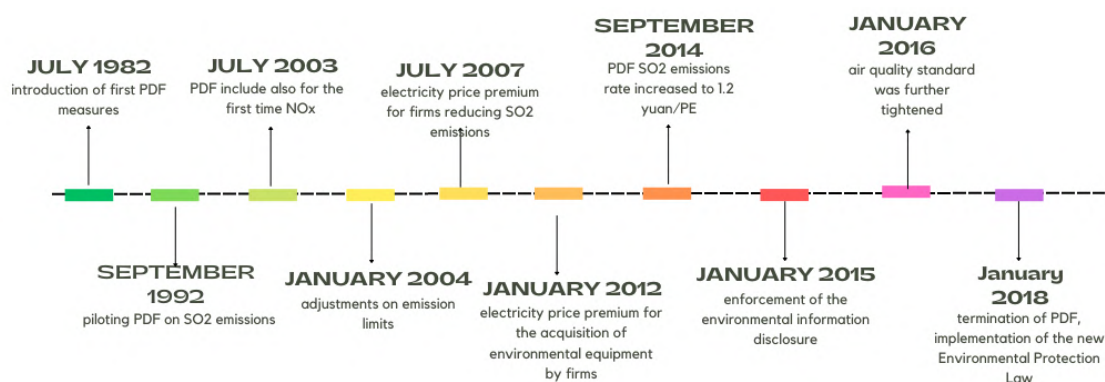 JULY 1982
introduction of first PDF
measures
SEPTEMBER
1992
piloting PDF on SO2 emissions
JULY 2003
PDF include also for the
first time NOx
JANUARY 2004
adjustments on emission
limits
JULY 2007
electricity price premium
for firms reducing SO2
emissions
JANUARY 2012
electricity price premium for
the acquisition of
environmental equipment
by firms
SEPTEMBER
2014
PDF SO2 emissions
rate increased to 1.2
yuan/PE
JANUARY 2015
enforcement of the
environmental information
disclosure
JANUARY
2016
air quality standard
was further
tightened
January
2018
termination of PDF,
implementation of the new
Environmental Protection
Law